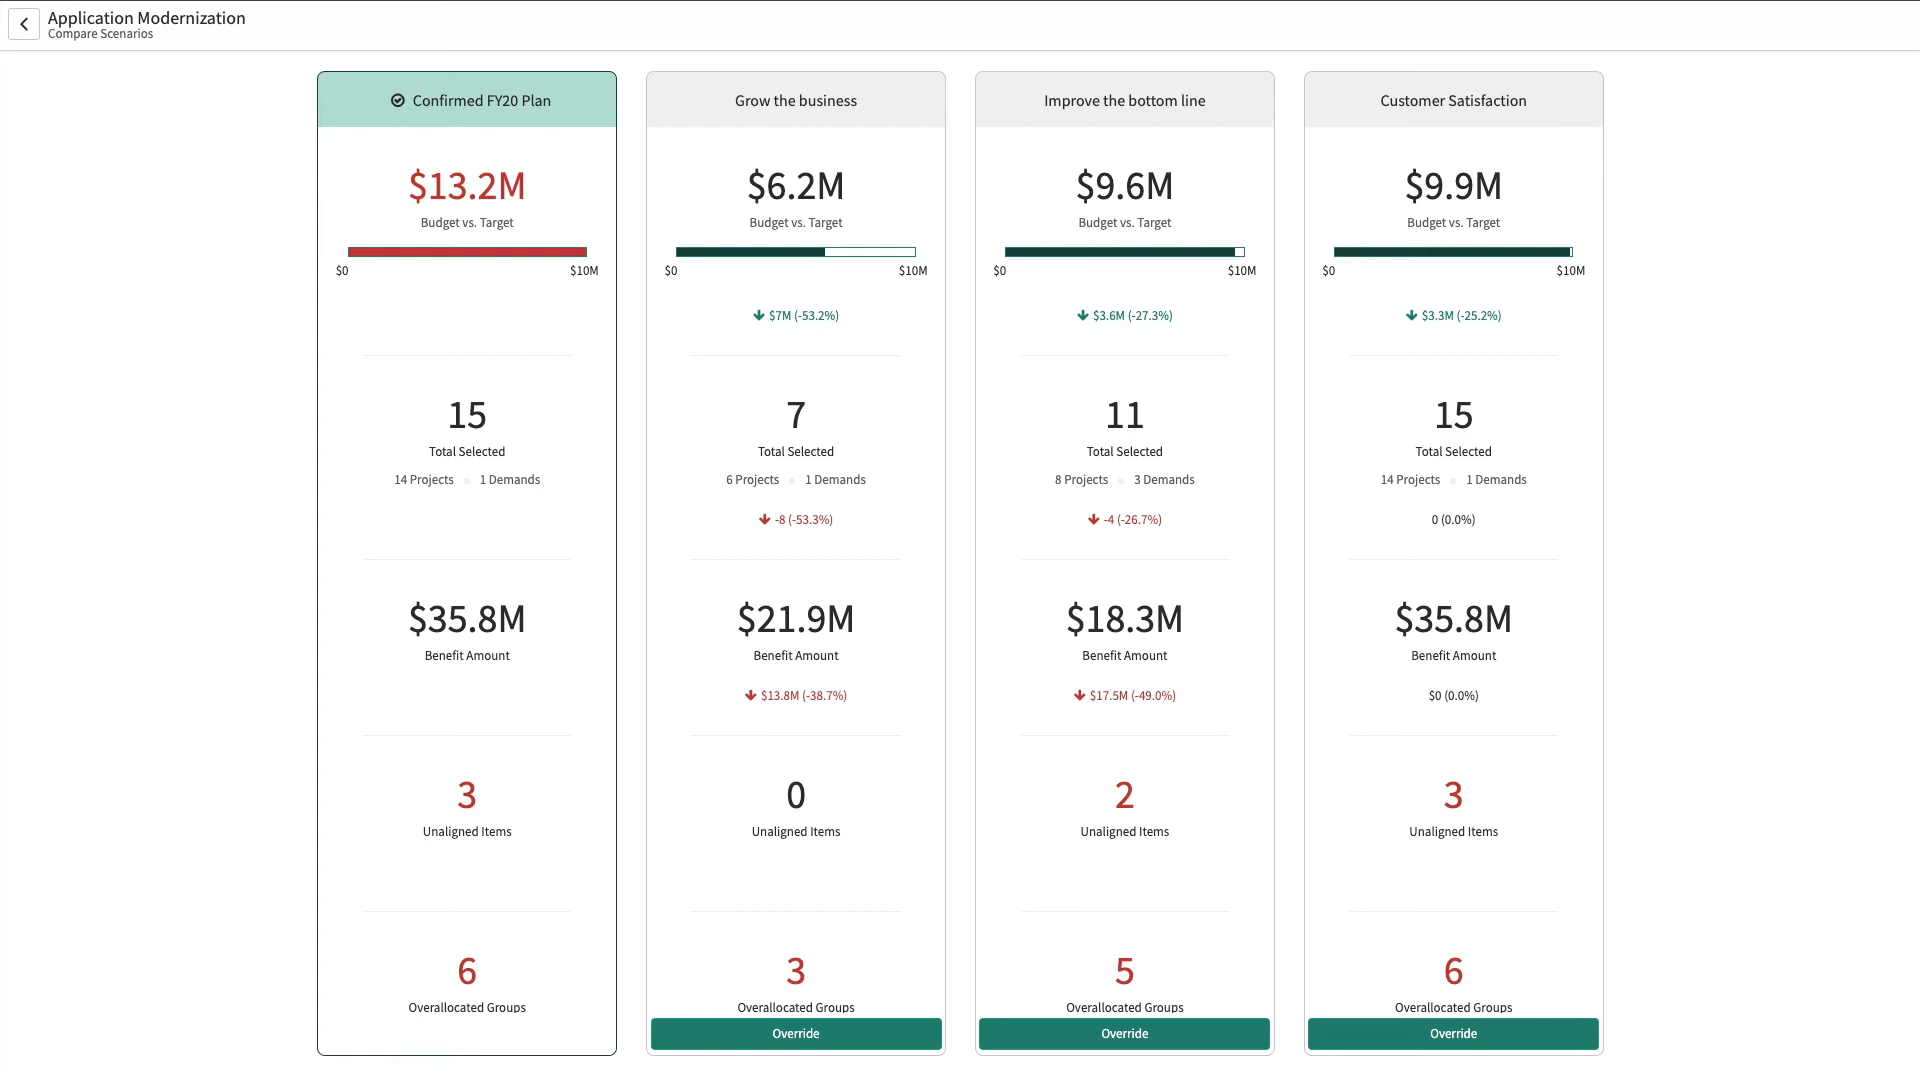 Application Modernization
Compare Scenarios
Confirmed FY20 Plan
$13.2M
Budget vs. Target
$0 $10M
15
Total Selected
14 Projects 1 Demands
$35.8M
Benefit Amount
3
Unaligned Items
6
Overallocated Groups
Grow the business
$6.2M
Budget vs. Target
$0 $10M
$7M (-53.2%)
7
Total Selected
6 Projects 1 Demands
-8 (-53.3%)
$21.9M
Benefit Amount
$13.8M (-38.7%)
0
Unaligned Items
3
Overallocated Groups
Override
Improve the bottom line
$9.6M
Budget vs. Target
$0 $10M
$3.6M (-27.3%)
11
Total Selected
8 Projects 3 Demands
-4 (-26.7%)
$18.3M
Benefit Amount
$17.5M (-49.0%)
2
Unaligned Items
5
Overallocated Groups
Override
Customer Satisfaction
$9.9M
Budget vs. Target
$0 $10M
$3.3M (-25.2%)
15
Total Selected
14 Projects 1 Demands
0 (0.0%)
$35.8M
Benefit Amount
$0 (0.0%)
3
Unaligned Items
6
Overallocated Groups
Override